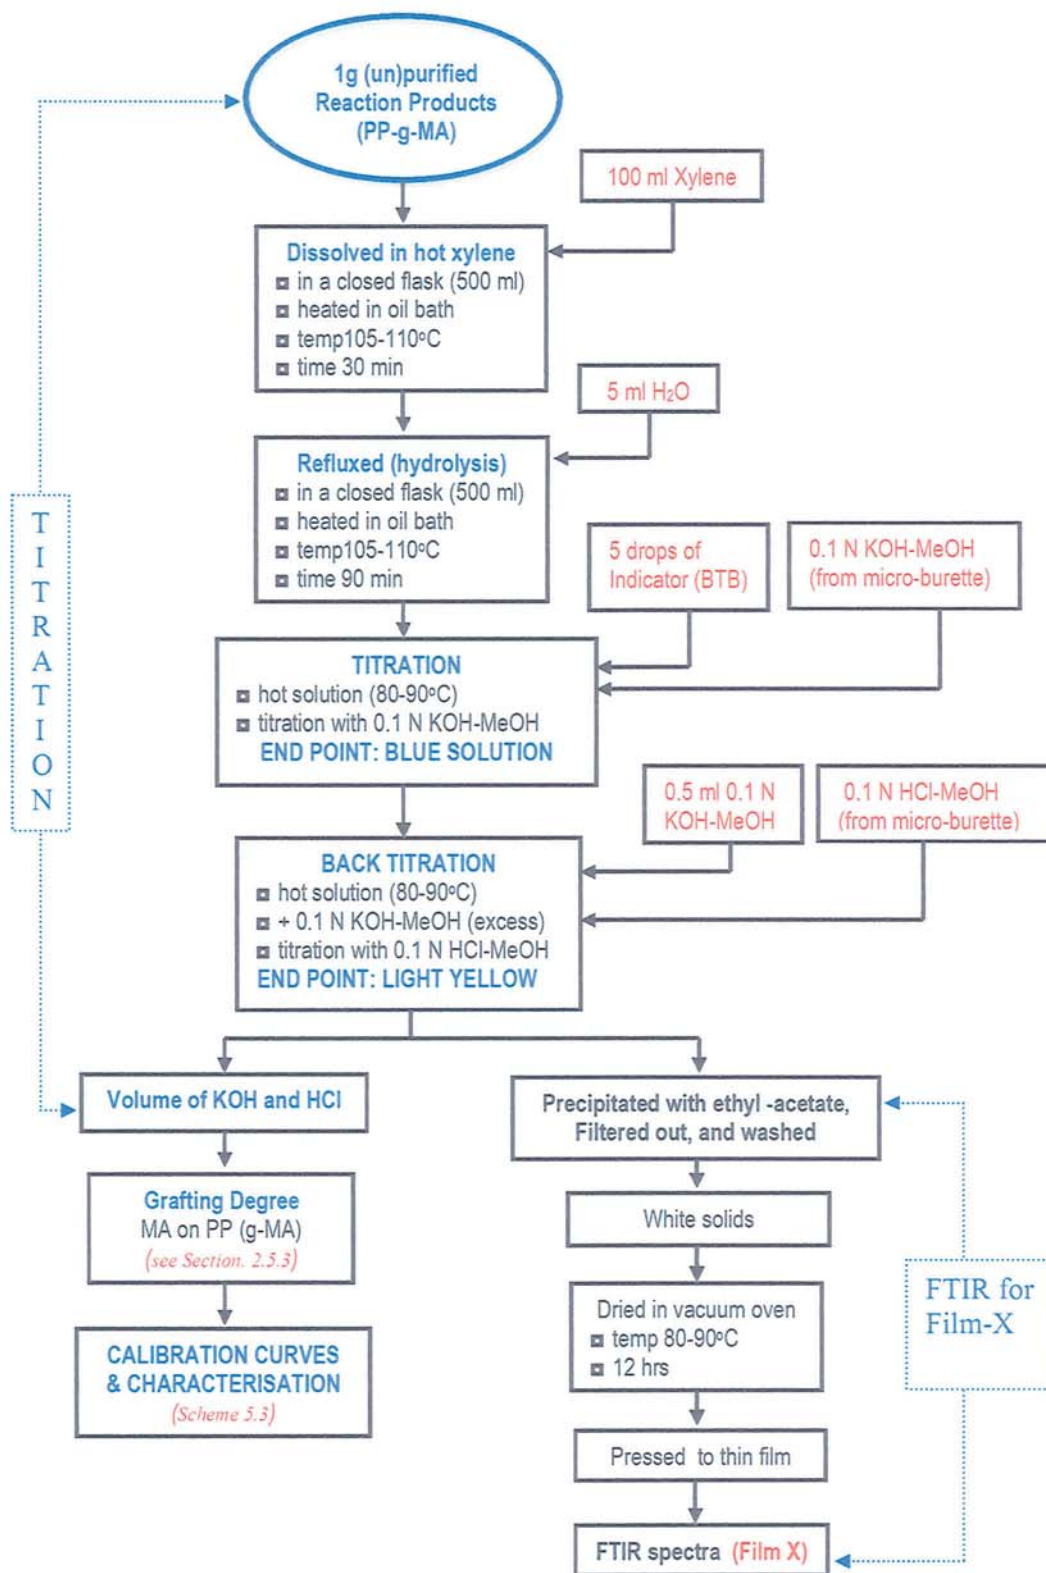 1g (un)purified
Reaction Products
(PP-g-MA)
100 ml Xylene
Dissolved in hot xylene
◘ in a closed flask (500 ml)
◘ heated in oil bath
◘ temp105-110ºC
◘ time 30 min
5 ml H₂O
Refluxed (hydrolysis)
◘ in a closed flask (500 ml)
◘ heated in oil bath
◘ temp105-110ºC
◘ time 90 min
5 drops of
Indicator (BTB)
0.1 N KOH-MeOH
(from micro-burette)
TITRATION
TITRATION
◘ hot solution (80-90ºC)
◘ titration with 0.1 N KOH-MeOH
END POINT: BLUE SOLUTION
0.5 ml 0.1 N
KOH-MeOH
0.1 N HCl-MeOH
(from micro-burette)
BACK TITRATION
◘ hot solution (80-90ºC)
◘ + 0.1 N KOH-MeOH (excess)
◘ titration with 0.1 N HCl-MeOH
END POINT: LIGHT YELLOW
Volume of KOH and HCl
Precipitated with ethyl -acetate,
Filtered out, and washed
Grafting Degree
MA on PP (g-MA)
(see Section. 2.5.3)
White solids
CALIBRATION CURVES
& CHARACTERISATION
(Scheme 5.3)
Dried in vacuum oven
◘ temp 80-90ºC
◘ 12 hrs
FTIR for
Film-X
Pressed to thin film
FTIR spectra (Film X)